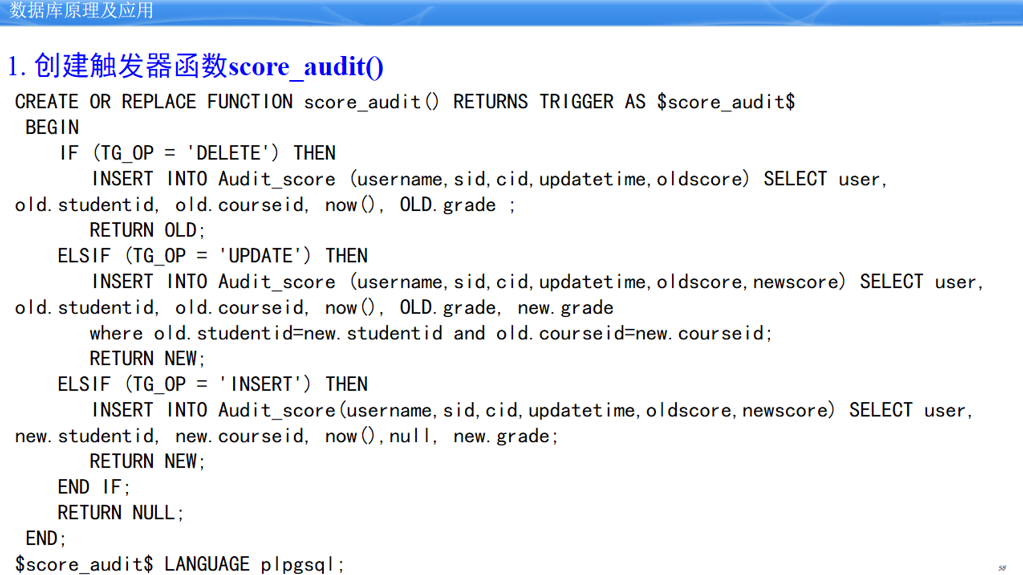 数据库原理及应用
1. 创建触发器函数score_audit()
CREATE OR REPLACE FUNCTION score_audit() RETURNS TRIGGER AS $score_audit$
BEGIN
IF (TG_OP = 'DELETE') THEN
INSERT INTO Audit_score (username,sid,cid,updatetime,oldscore) SELECT user,
old.studentid, old.courseid, now(), OLD.grade ;
RETURN OLD;
ELSIF (TG_OP = 'UPDATE') THEN
INSERT INTO Audit_score (username,sid,cid,updatetime,oldscore,newscore) SELECT user,
old.studentid, old.courseid, now(), OLD.grade, new.grade
where old.studentid=new.studentid and old.courseid=new.courseid;
RETURN NEW;
ELSIF (TG_OP = 'INSERT') THEN
INSERT INTO Audit_score(username,sid,cid,updatetime,oldscore,newscore) SELECT user,
new.studentid, new.courseid, now(),null, new.grade;
RETURN NEW;
END IF;
RETURN NULL;
END;
$score_audit$ LANGUAGE plpgsql;
58